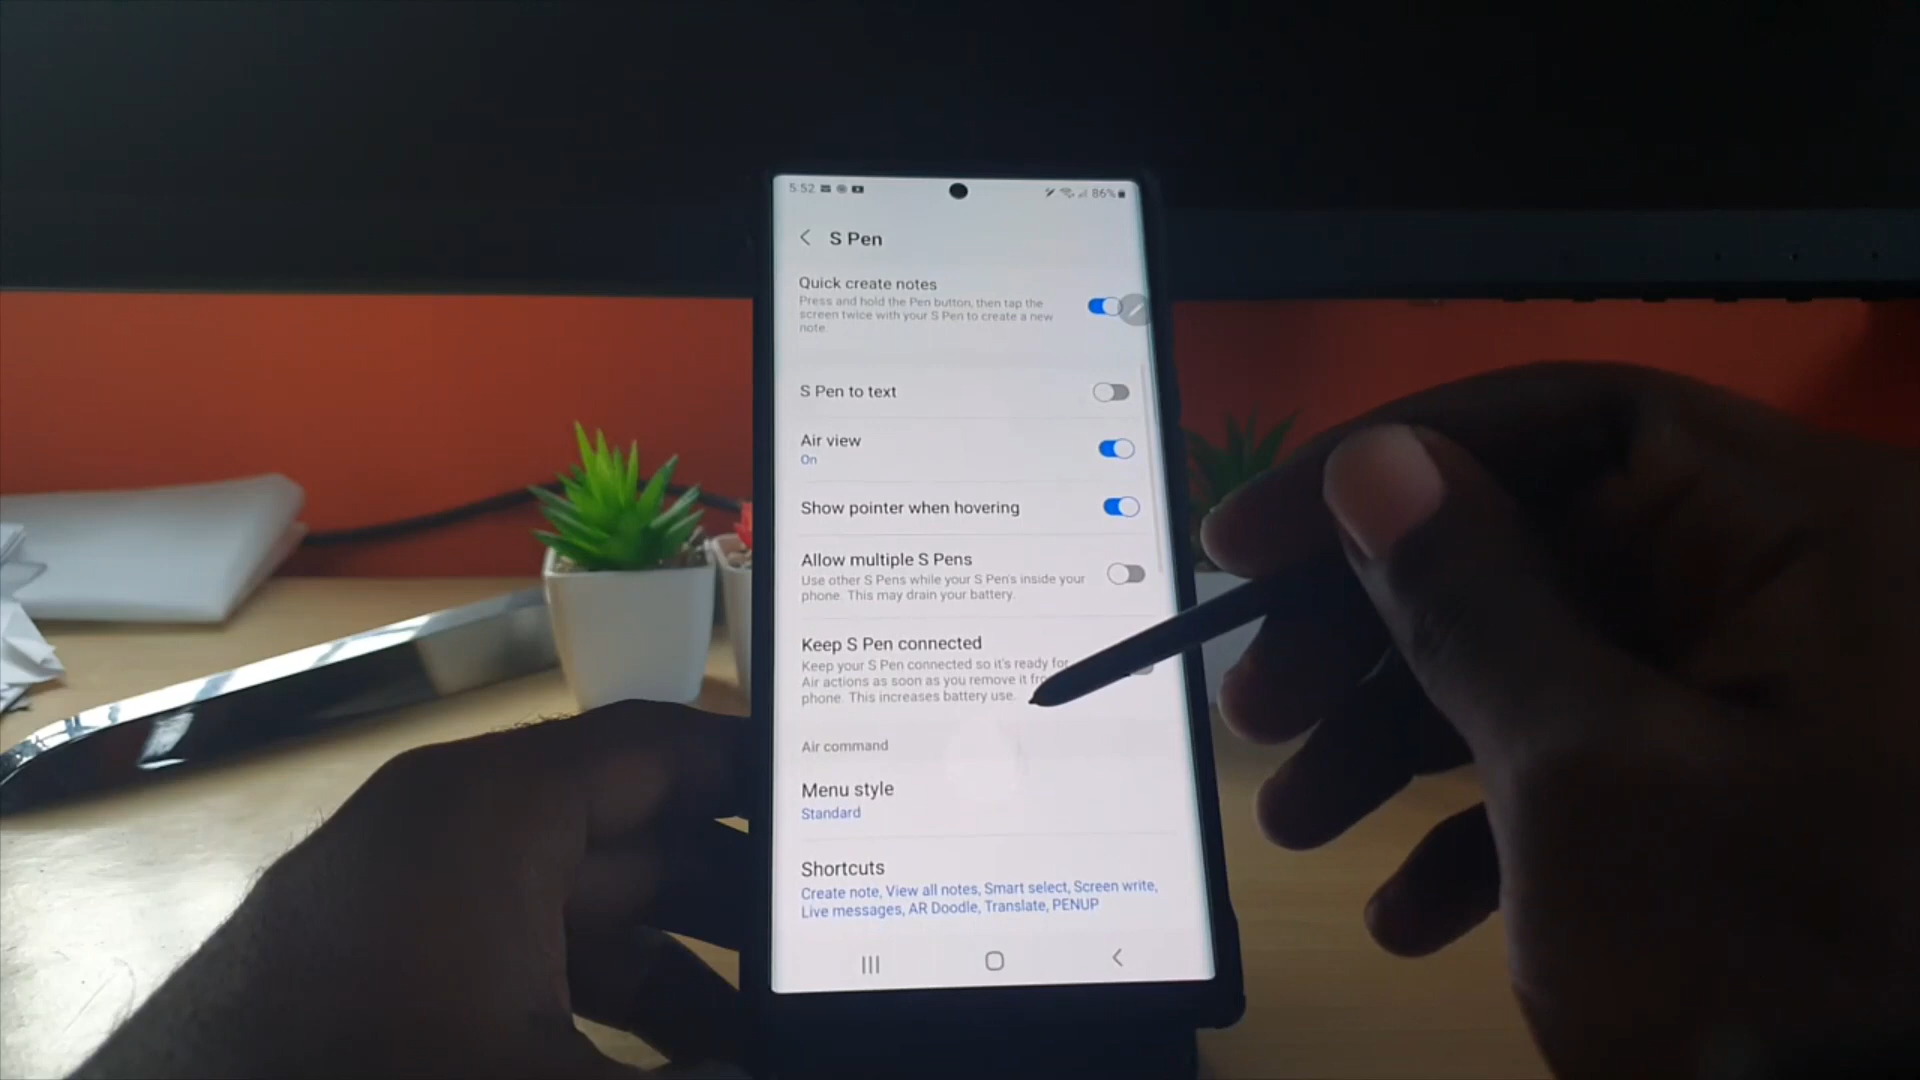 5:52
86%
S Pen
Quick create notes
Press and hold the Pen button, then tap the
screen twice with your S Pen to create a new
note.
S Pen to text
Air view
On
Show pointer when hovering
Allow multiple S Pens
Use other S Pens while your S Pen's inside your
phone. This may drain your battery.
Keep S Pen connected
Keep your S Pen connected so it's ready for
Air actions as soon as you remove it fro
phone. This increases battery use.
Air command
Menu style
Standard
Shortcuts
Create note, View all notes, Smart select, Screen write,
Live messages, AR Doodle, Translate, PENUP